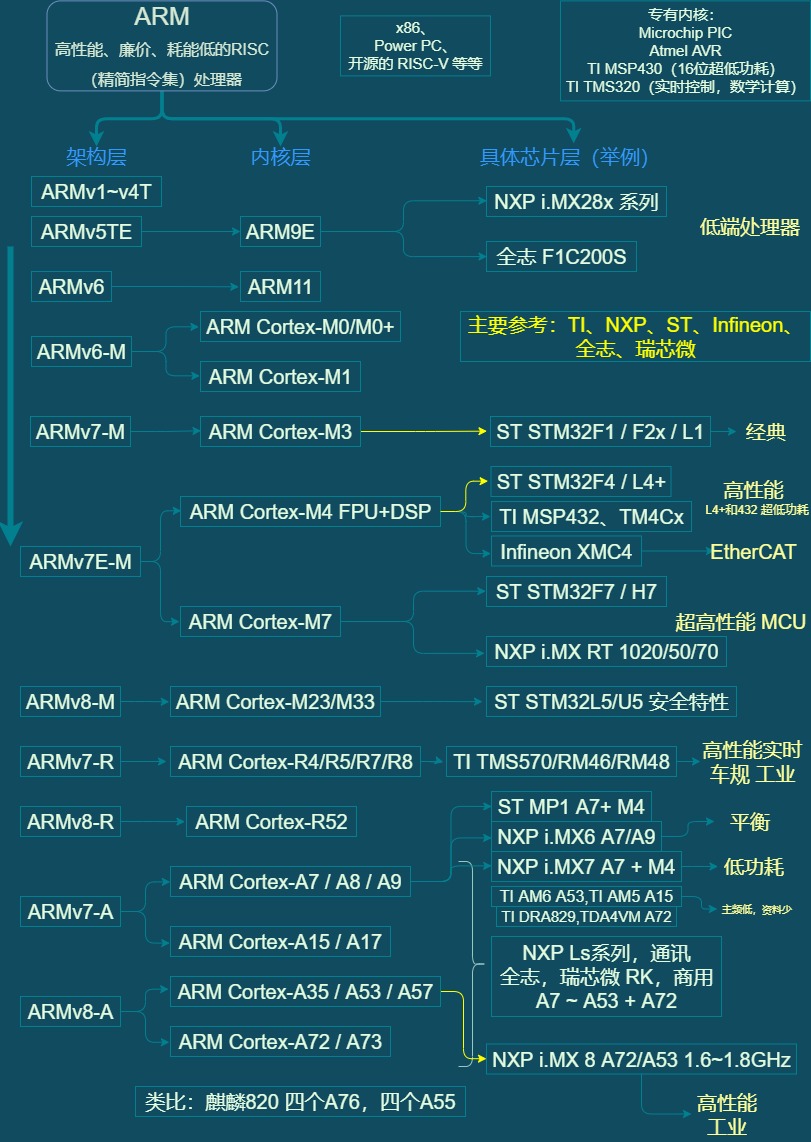 ARM
高性能、廉价、耗能低的RISC
（精简指令集）处理器
x86、
Power PC、
开源的 RISC-V 等等
专有内核：
Microchip PIC
Atmel AVR
TI MSP430（16位超低功耗）
TI TMS320（实时控制，数学计算）
架构层
内核层
具体芯片层（举例）
ARMv1~v4T
ARMv5TE
ARM9E
NXP i.MX28x 系列
全志 F1C200S
低端处理器
ARMv6
ARM11
ARMv6-M
ARM Cortex-M0/M0+
ARM Cortex-M1
主要参考：TI、NXP、ST、Infineon、
全志、瑞芯微
ARMv7-M
ARM Cortex-M3
ST STM32F1 / F2x / L1
经典
ARMv7E-M
ARM Cortex-M4 FPU+DSP
ST STM32F4 / L4+
TI MSP432、TM4Cx
Infineon XMC4
高性能
L4+和432 超低功耗
EtherCAT
ARM Cortex-M7
ST STM32F7 / H7
NXP i.MX RT 1020/50/70
超高性能 MCU
ARMv8-M
ARM Cortex-M23/M33
ST STM32L5/U5 安全特性
ARMv7-R
ARM Cortex-R4/R5/R7/R8
TI TMS570/RM46/RM48
高性能实时
车规 工业
ARMv8-R
ARM Cortex-R52
ARMv7-A
ARM Cortex-A7 / A8 / A9
ARM Cortex-A15 / A17
ST MP1 A7+ M4
NXP i.MX6 A7/A9
平衡
NXP i.MX7 A7 + M4
低功耗
TI AM6 A53,TI AM5 A15
TI DRA829,TDA4VM A72
主频低，资料少
NXP Ls系列，通讯
全志，瑞芯微 RK，商用
A7 ~ A53 + A72
ARMv8-A
ARM Cortex-A35 / A53 / A57
ARM Cortex-A72 / A73
NXP i.MX 8 A72/A53 1.6~1.8GHz
高性能
工业
类比：麒麟820 四个A76，四个A55